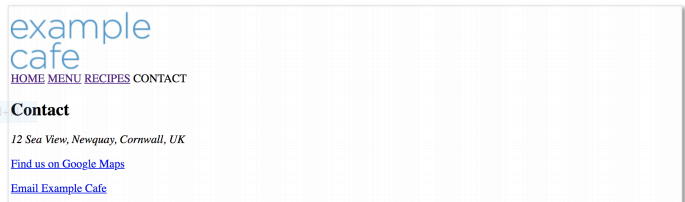 example
cafe
HOME MENU RECIPES CONTACT
Contact
12 Sea View, Newquay, Cornwall, UK
Find us on Google Maps
Email Example Cafe